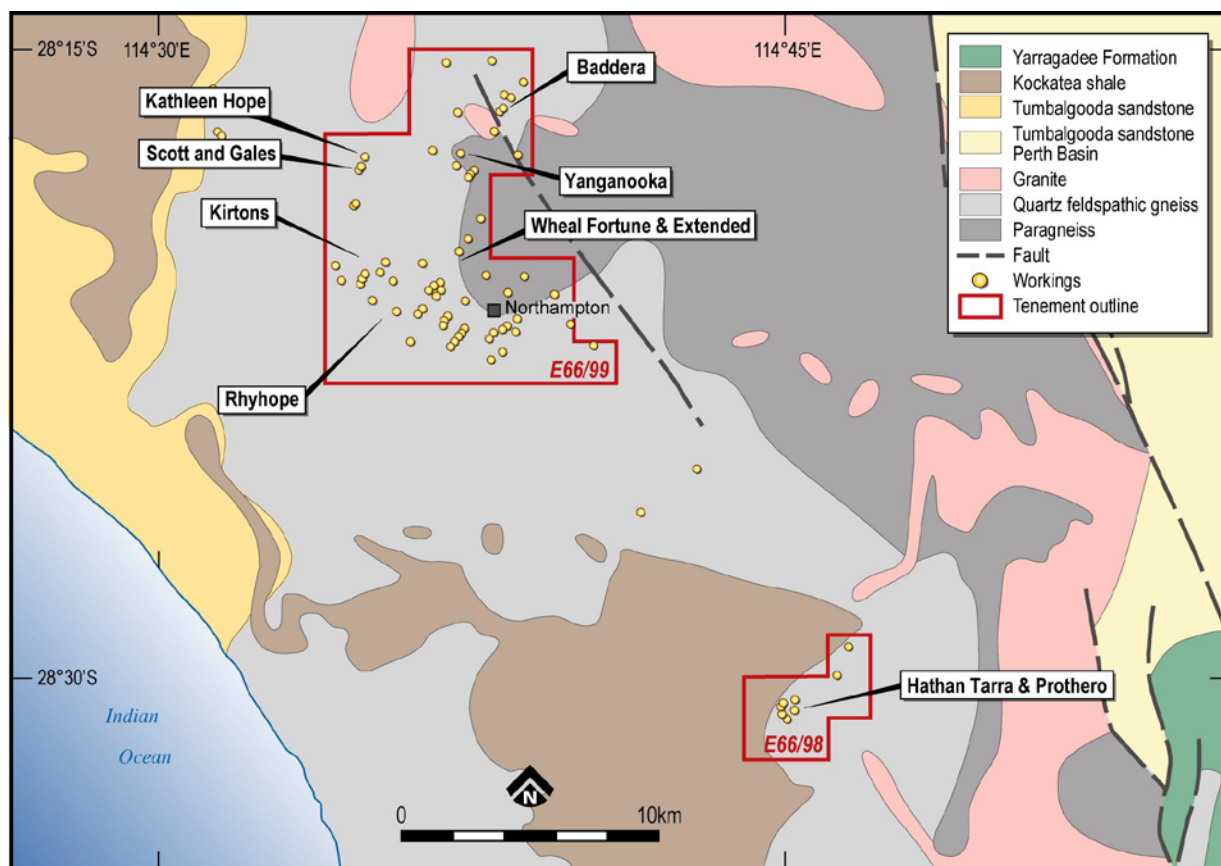 28°15'S
114°30'E
114°45'E
Baddera
Kathleen Hope
Scott and Gales
Yanganooka
Kirtons
Wheal Fortune & Extended
Northampton
E66/99
Rhyhope
Yarragadee Formation
Kockatea shale
Tumbalgooda sandstone
Tumbalgooda sandstone
Perth Basin
Granite
Quartz feldspathic gneiss
Paragneiss
Fault
Workings
Tenement outline
28°30'S
Hathan Tarra & Prothero
E66/98
Indian
Ocean
N
0
10km